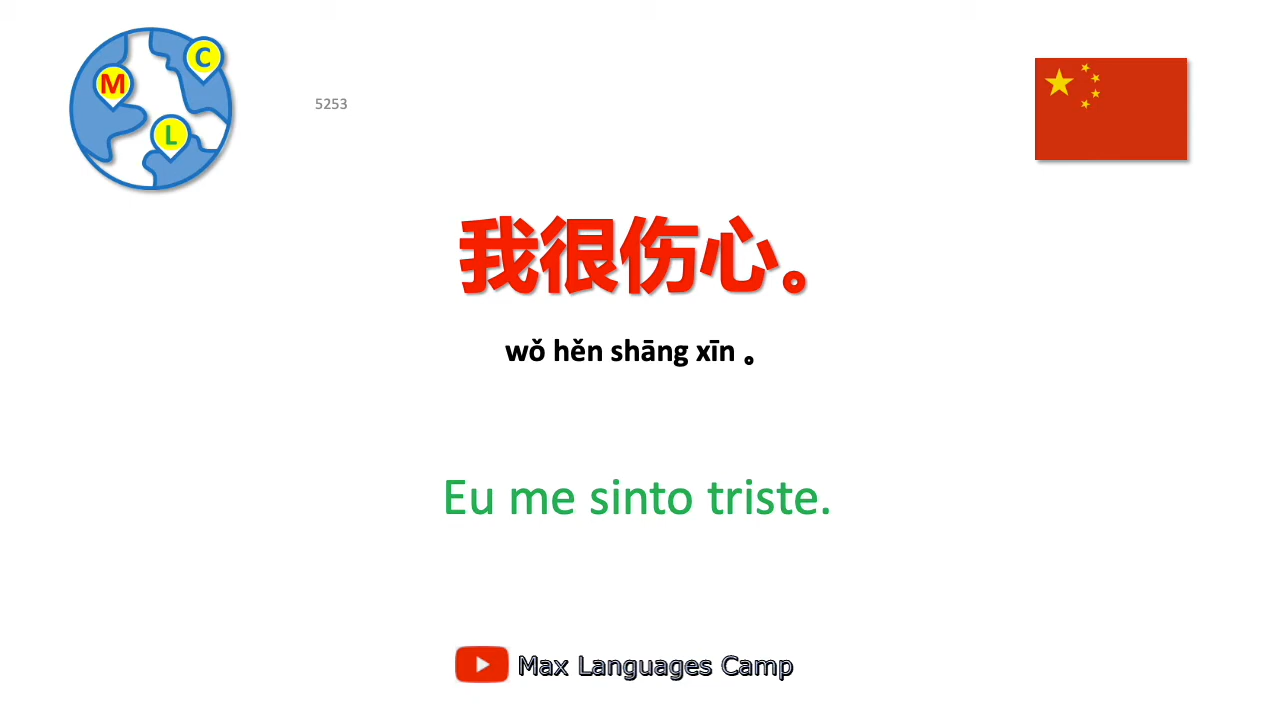 M
C
L
5253
我很伤心。
wǒ hěn shāng xīn 。
Eu me sinto triste.
Max Languages Camp